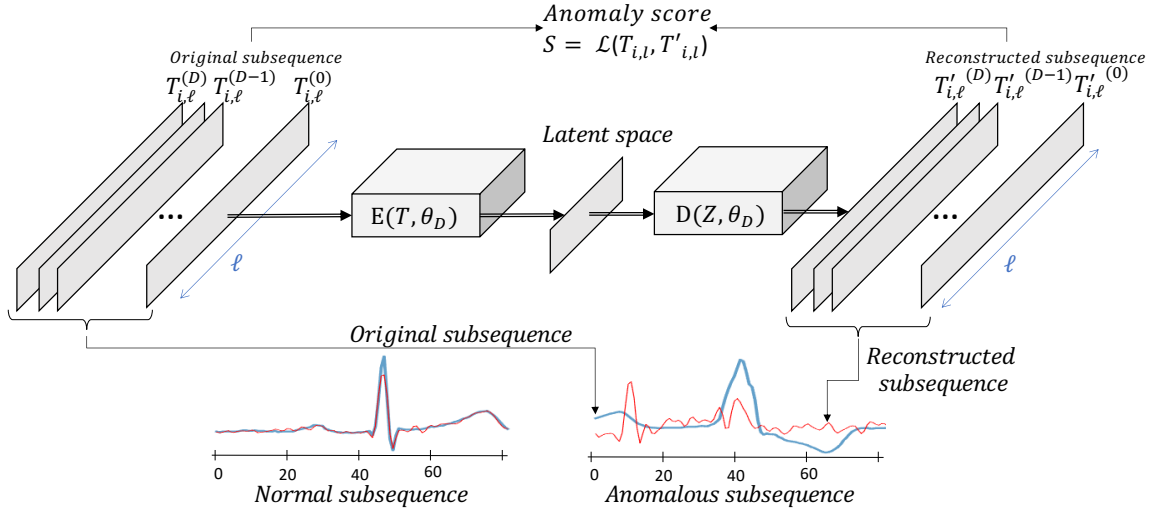 Anomaly score
S = ℒ(T_{i,l}, T'_{i,l})
Original subsequence
T_{i,ℓ}^{(D)} T_{i,ℓ}^{(D-1)} T_{i,ℓ}^{(0)}
Reconstructed subsequence
T'_{i,ℓ}^{(D)} T'_{i,ℓ}^{(D-1)} T'_{i,ℓ}^{(0)}
Latent space
...
E(T, θ_D)
D(Z, θ_D)
...
ℓ
ℓ
Original subsequence
Reconstructed
subsequence
0 20 40 60
Normal subsequence
0 20 40 60
Anomalous subsequence